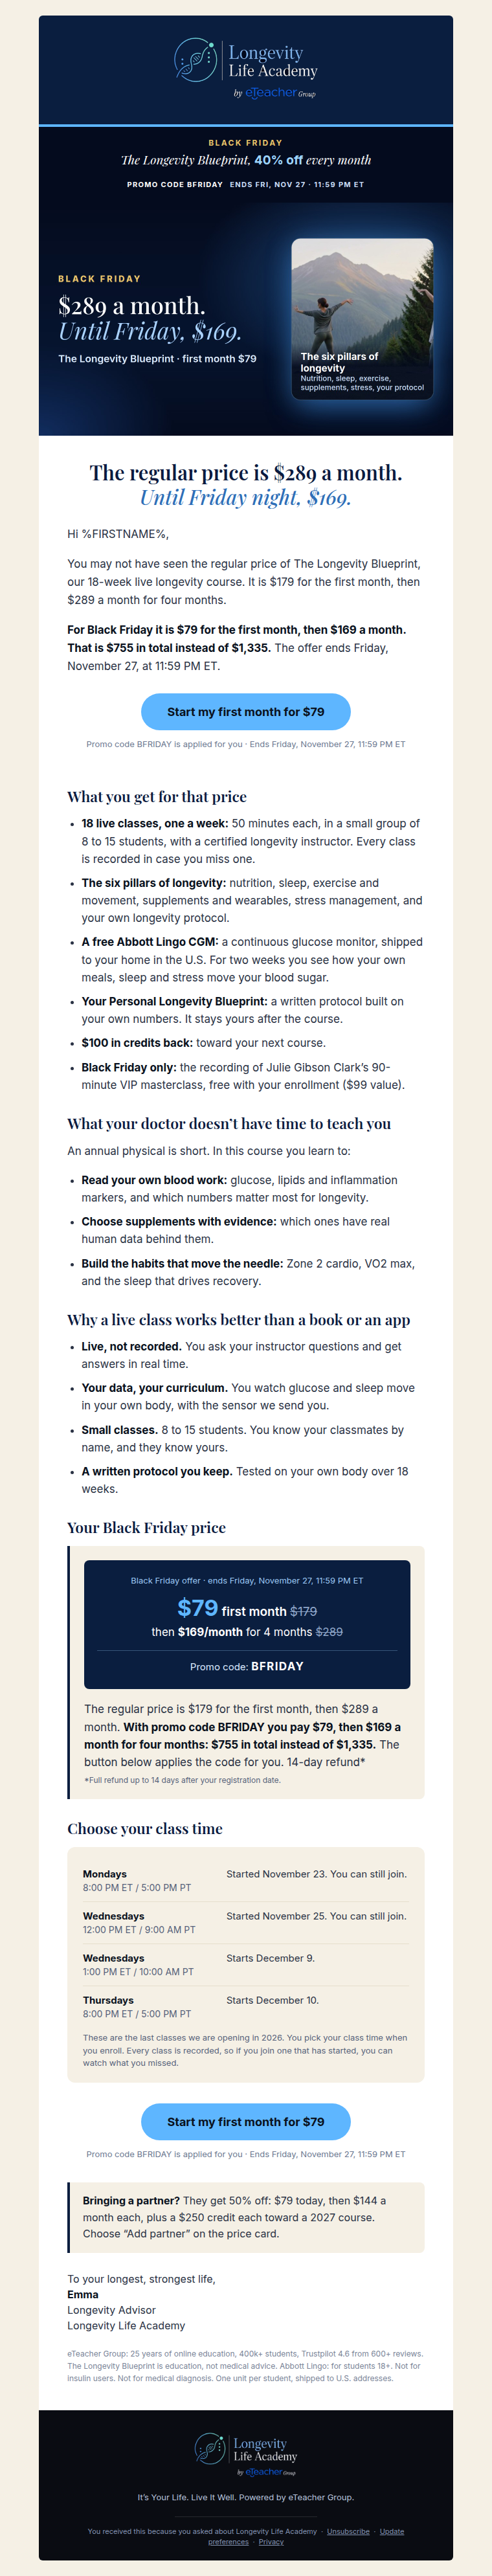 Longevity
Life Academy
by eTeacher Group
BLACK FRIDAY
The Longevity Blueprint, 40% off every month
PROMO CODE BFRIDAY ENDS FRI, NOV 27 · 11:59 PM ET
BLACK FRIDAY
$289 a month.
Until Friday, $169.
The Longevity Blueprint · first month $79
The six pillars of
longevity
Nutrition, sleep, exercise,
supplements, stress, your protocol
The regular price is $289 a month.
Until Friday night, $169.
Hi %FIRSTNAME%,
You may not have seen the regular price of The Longevity Blueprint,
our 18-week live longevity course. It is $179 for the first month, then
$289 a month for four months.
For Black Friday it is $79 for the first month, then $169 a month.
That is $755 in total instead of $1,335. The offer ends Friday,
November 27, at 11:59 PM ET.
Start my first month for $79
Promo code BFRIDAY is applied for you · Ends Friday, November 27, 11:59 PM ET
What you get for that price
• 18 live classes, one a week: 50 minutes each, in a small group of
8 to 15 students, with a certified longevity instructor. Every class
is recorded in case you miss one.
• The six pillars of longevity: nutrition, sleep, exercise and
movement, supplements and wearables, stress management, and
your own longevity protocol.
• A free Abbott Lingo CGM: a continuous glucose monitor, shipped
to your home in the U.S. For two weeks you see how your own
meals, sleep and stress move your blood sugar.
• Your Personal Longevity Blueprint: a written protocol built on
your own numbers. It stays yours after the course.
• $100 in credits back: toward your next course.
• Black Friday only: the recording of Julie Gibson Clark's 90-
minute VIP masterclass, free with your enrollment ($99 value).
What your doctor doesn't have time to teach you
An annual physical is short. In this course you learn to:
• Read your own blood work: glucose, lipids and inflammation
markers, and which numbers matter most for longevity.
• Choose supplements with evidence: which ones have real
human data behind them.
• Build the habits that move the needle: Zone 2 cardio, VO2 max,
and the sleep that drives recovery.
Why a live class works better than a book or an app
• Live, not recorded. You ask your instructor questions and get
answers in real time.
• Your data, your curriculum. You watch glucose and sleep move
in your own body, with the sensor we send you.
• Small classes. 8 to 15 students. You know your classmates by
name, and they know yours.
• A written protocol you keep. Tested on your own body over 18
weeks.
Your Black Friday price
Black Friday offer · ends Friday, November 27, 11:59 PM ET
$79 first month $179
then $169/month for 4 months $289
Promo code: BFRIDAY
The regular price is $179 for the first month, then $289 a
month. With promo code BFRIDAY you pay $79, then $169 a
month for four months: $755 in total instead of $1,335. The
button below applies the code for you. 14-day refund*
*Full refund up to 14 days after your registration date.
Choose your class time
Mondays Started November 23. You can still join.
8:00 PM ET / 5:00 PM PT
Wednesdays Started November 25. You can still join.
12:00 PM ET / 9:00 AM PT
Wednesdays Starts December 9.
1:00 PM ET / 10:00 AM PT
Thursdays Starts December 10.
8:00 PM ET / 5:00 PM PT
These are the last classes we are opening in 2026. You pick your class time when
you enroll. Every class is recorded, so if you join one that has started, you can
watch what you missed.
Start my first month for $79
Promo code BFRIDAY is applied for you · Ends Friday, November 27, 11:59 PM ET
Bringing a partner? They get 50% off: $79 today, then $144 a
month each, plus a $250 credit each toward a 2027 course.
Choose “Add partner” on the price card.
To your longest, strongest life,
Emma
Longevity Advisor
Longevity Life Academy
eTeacher Group: 25 years of online education, 400k+ students, Trustpilot 4.6 from 600+ reviews.
The Longevity Blueprint is education, not medical advice. Abbott Lingo: for students 18+. Not for
insulin users. Not for medical diagnosis. One unit per student, shipped to U.S. addresses.
Longevity
Life Academy
by eTeacher Group
It's Your Life. Live It Well. Powered by eTeacher Group.
You received this because you asked about Longevity Life Academy · Unsubscribe · Update
preferences · Privacy